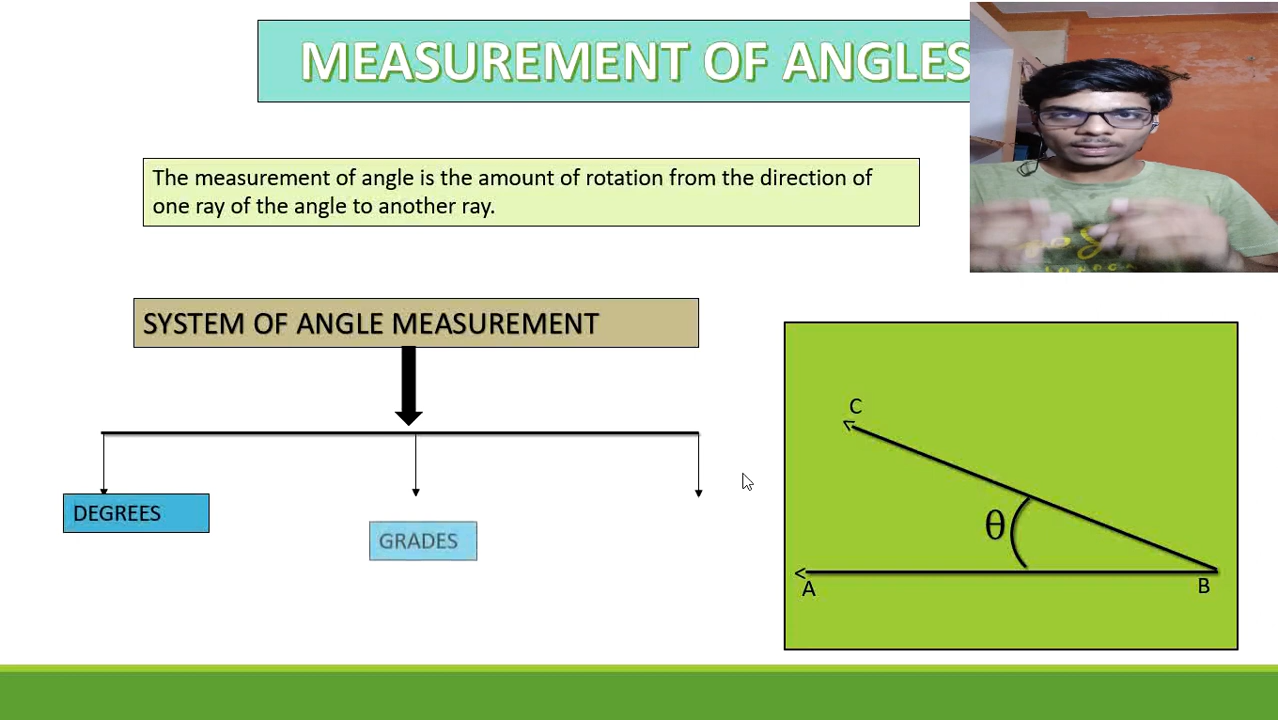 MEASUREMENT OF ANGLES
The measurement of angle is the amount of rotation from the direction of
one ray of the angle to another ray.
SYSTEM OF ANGLE MEASUREMENT
DEGREES
GRADES
C
θ
A
B
LONDON